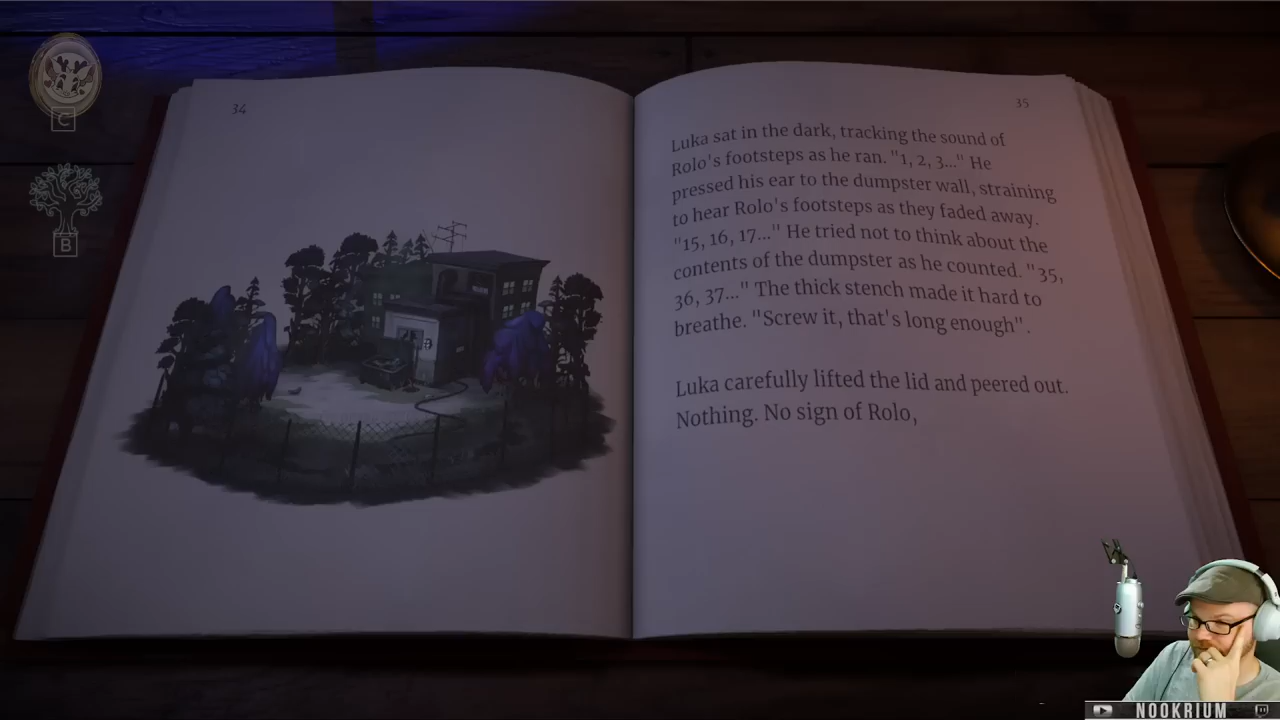 34
35
C
B
Luka sat in the dark, tracking the sound of
Rolo's footsteps as he ran. "1, 2, 3..." He
pressed his ear to the dumpster wall, straining
to hear Rolo's footsteps as they faded away.
"15, 16, 17..." He tried not to think about the
contents of the dumpster as he counted. "35,
36, 37..." The thick stench made it hard to
breathe. "Screw it, that's long enough".
Luka carefully lifted the lid and peered out.
Nothing. No sign of Rolo,
NOOKRIUM